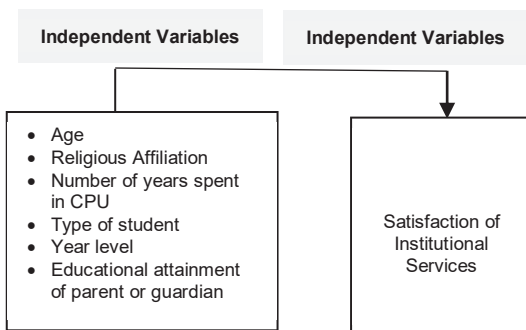 Independent Variables
Independent Variables
• Age
• Religious Affiliation
• Number of years spent
in CPU
• Type of student
• Year level
• Educational attainment
of parent or guardian
Satisfaction of
Institutional
Services